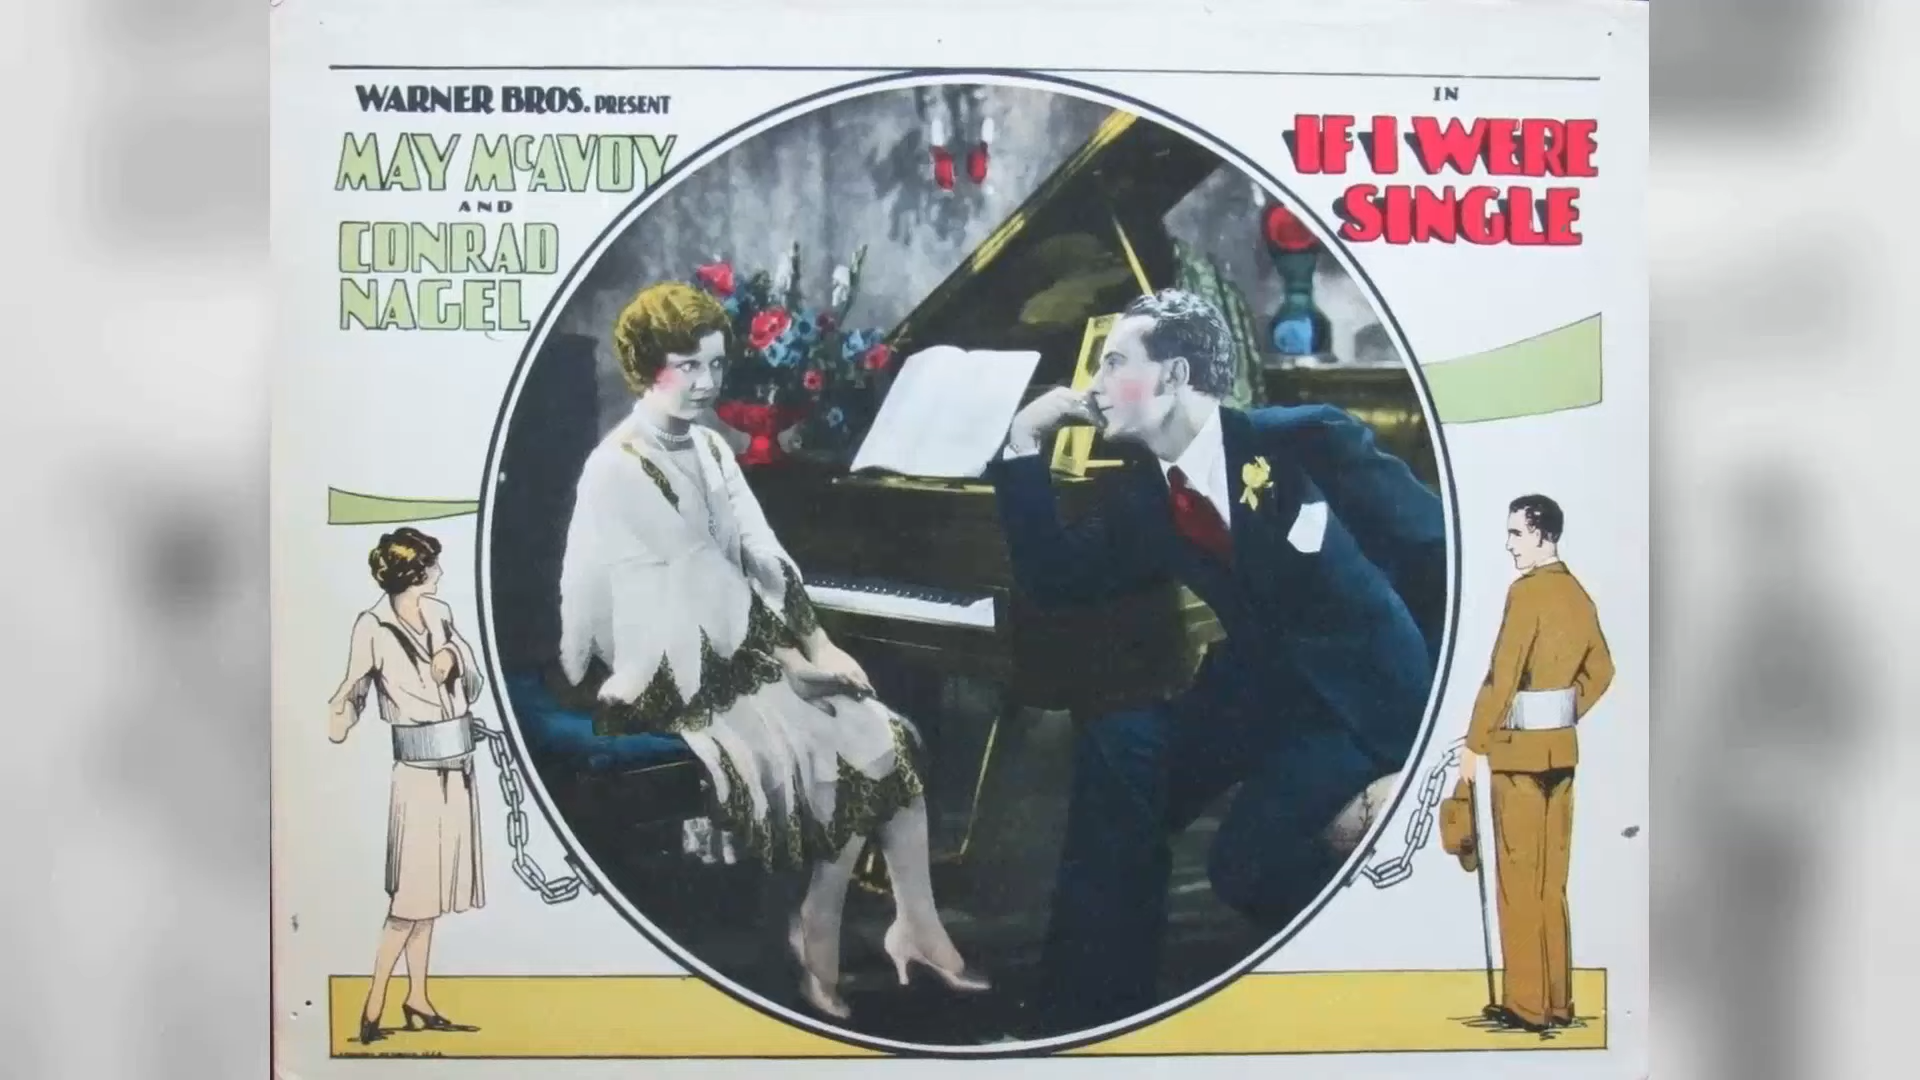 WARNER BROS. PRESENT
MAY McAVOY
AND
CONRAD
NAGEL
IN
IF I WERE
SINGLE